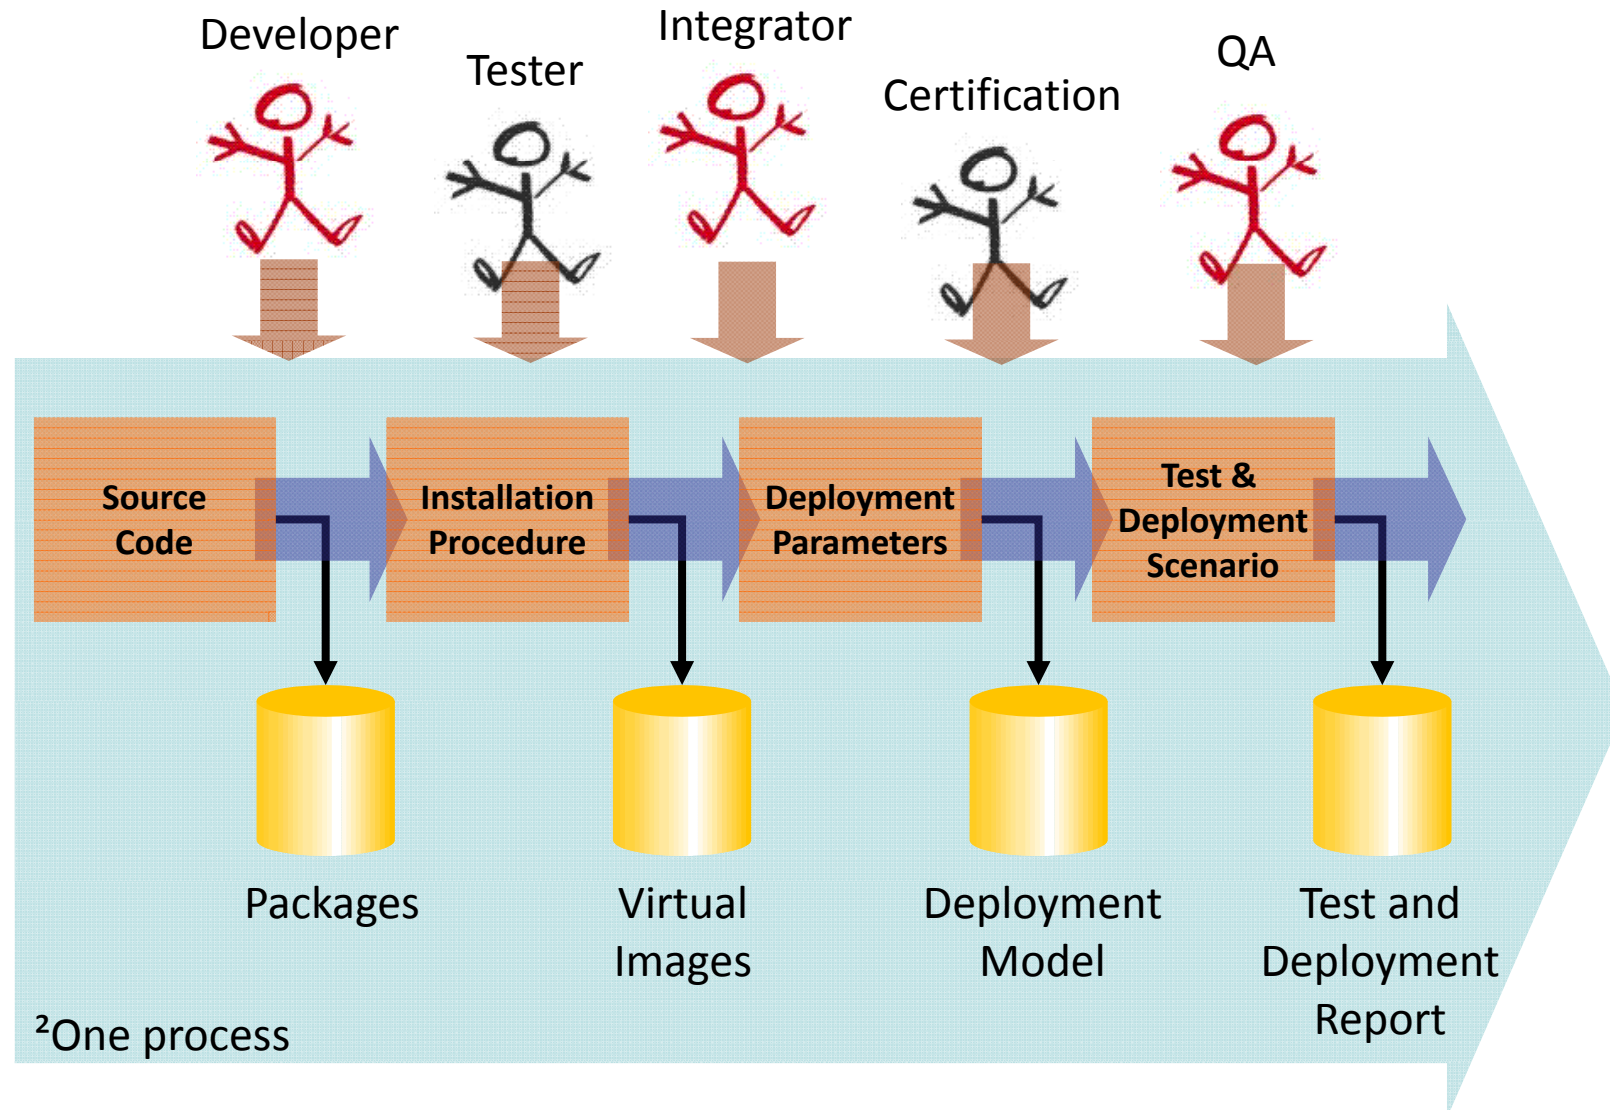 Developer
Tester
Integrator
Certification
QA
Source
Code
Installation
Procedure
Deployment
Parameters
Test &
Deployment
Scenario
Packages
Virtual
Images
Deployment
Model
Test and
Deployment
Report
²One process